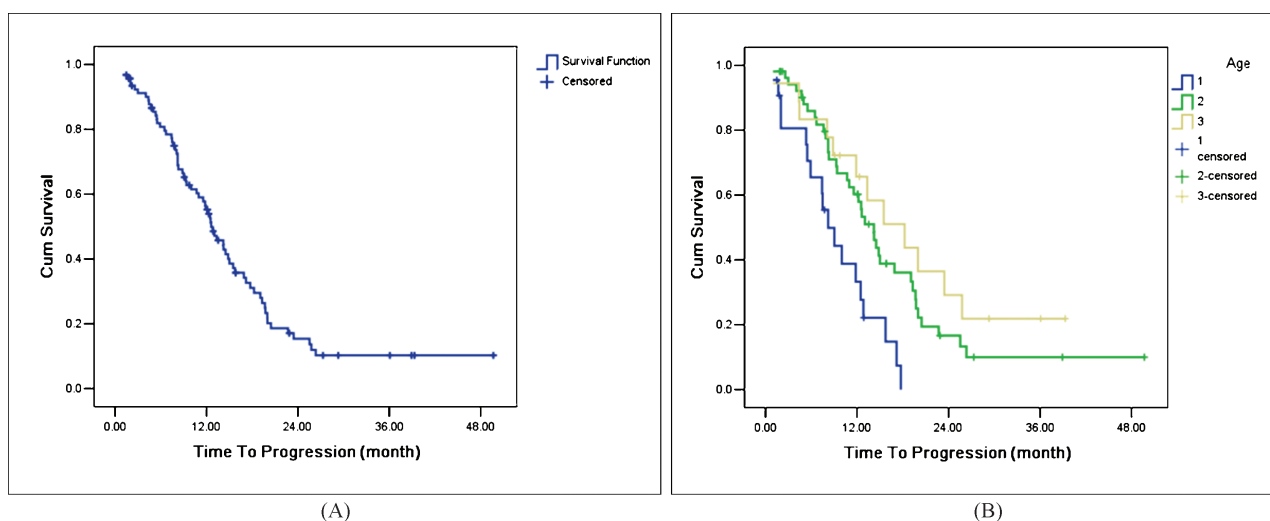 Cum Survival
1.0
0.8
0.6
0.4
0.2
0.0
0.00
12.00
24.00
36.00
48.00
Time To Progression (month)
Survival Function
Censored
(A)
Cum Survival
1.0
0.8
0.6
0.4
0.2
0.0
0.00
12.00
24.00
36.00
48.00
Time To Progression (month)
Age
1
2
3
1
censored
2-censored
3-censored
(B)